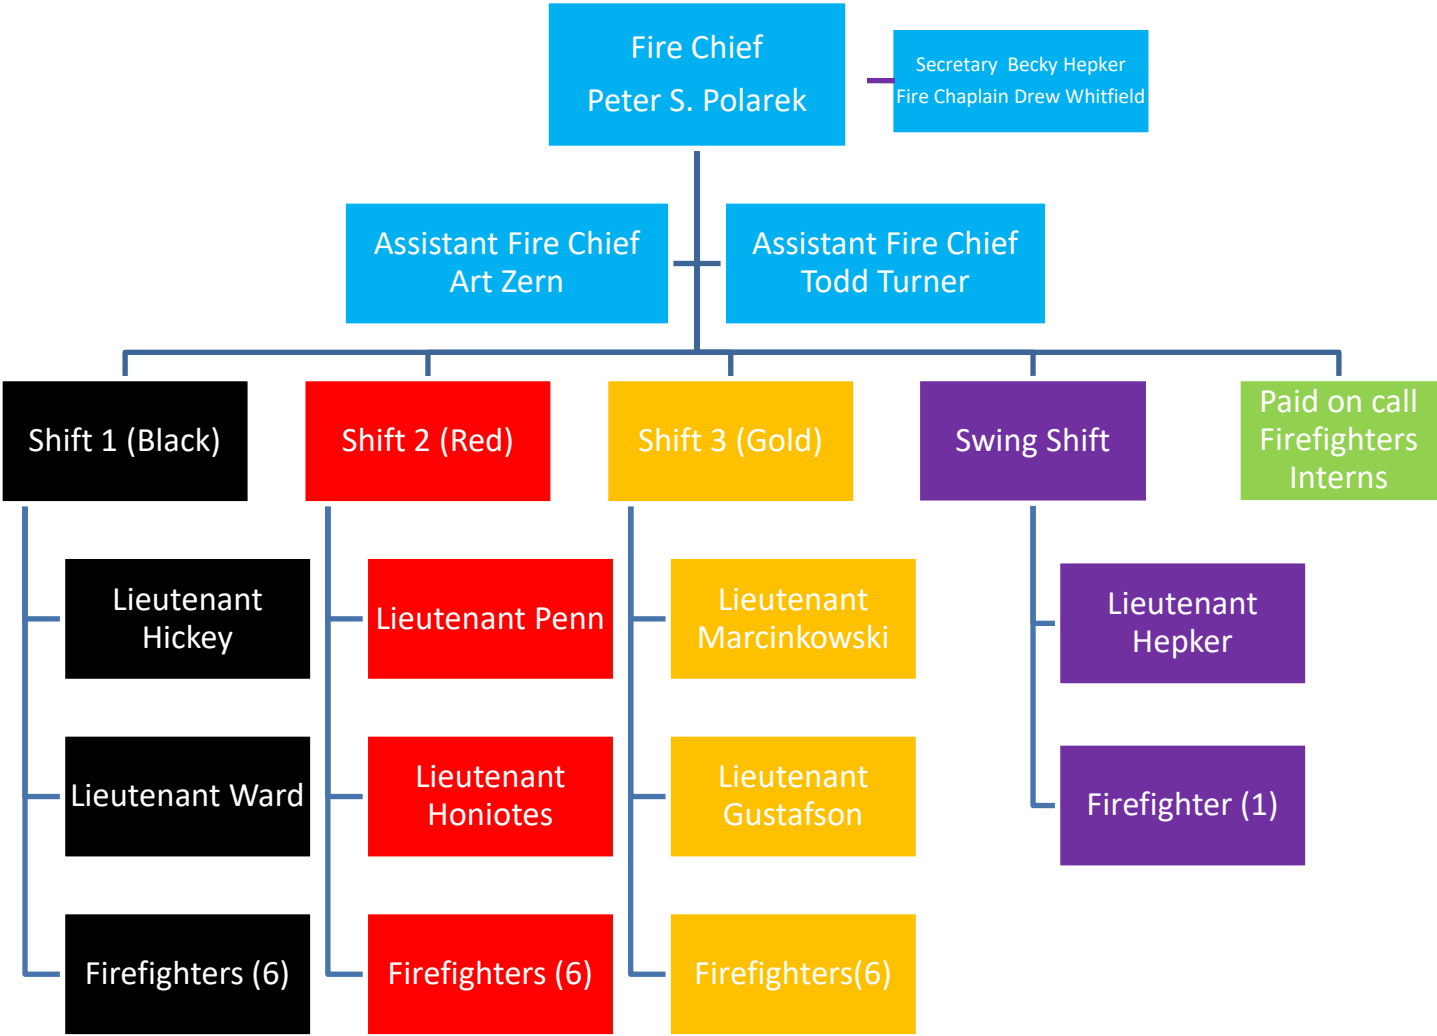 Fire Chief
Peter S. Polarek
Secretary  Becky Hepker
Fire Chaplain Drew Whitfield
Assistant Fire Chief
Art Zern
Assistant Fire Chief
Todd Turner
Shift 1 (Black)
Shift 2 (Red)
Shift 3 (Gold)
Swing Shift
Paid on call
Firefighters
Interns
Lieutenant
Hickey
Lieutenant Penn
Lieutenant
Marcinkowski
Lieutenant
Hepker
Lieutenant Ward
Lieutenant
Honiotes
Lieutenant
Gustafson
Firefighter (1)
Firefighters (6)
Firefighters (6)
Firefighters(6)